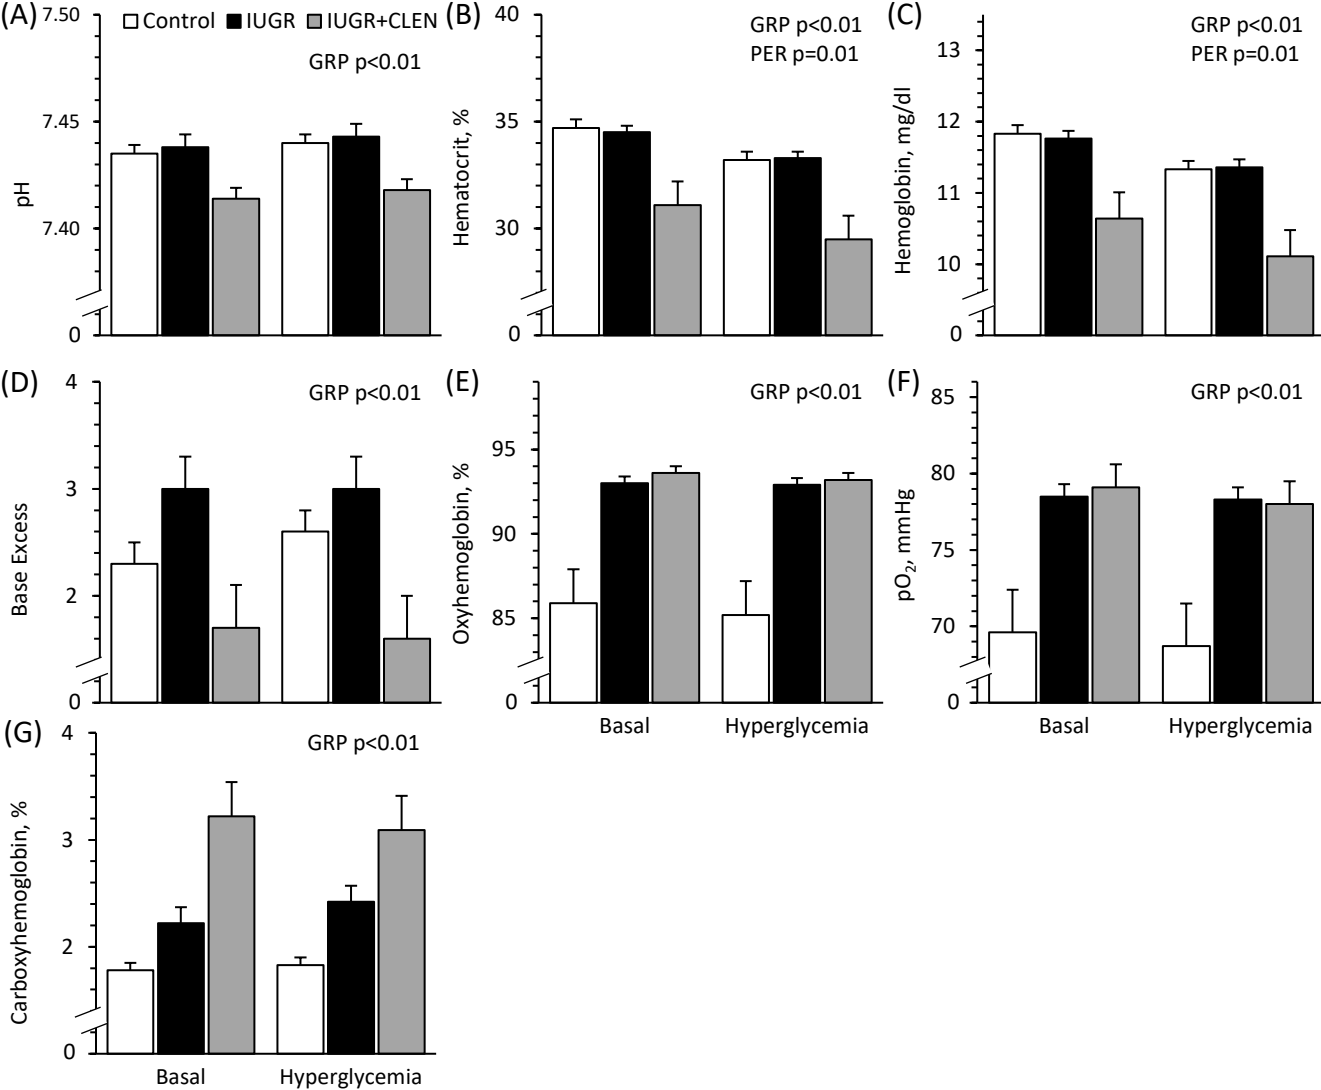 (A)
7.50
7.45
7.40
0
pH
Control IUGR IUGR+CLEN
GRP p<0.01
(B)
40
35
30
0
Hematocrit, %
GRP p<0.01
PER p=0.01
(C)
13
12
11
10
0
Hemoglobin, mg/dl
GRP p<0.01
PER p=0.01
(D)
4
3
2
0
Base Excess
GRP p<0.01
(E)
95
90
85
0
Oxyhemoglobin, %
GRP p<0.01
Basal Hyperglycemia
(F)
85
80
75
70
0
pO2, mmHg
GRP p<0.01
Basal Hyperglycemia
(G)
4
3
2
0
Carboxyhemoglobin, %
GRP p<0.01
Basal Hyperglycemia